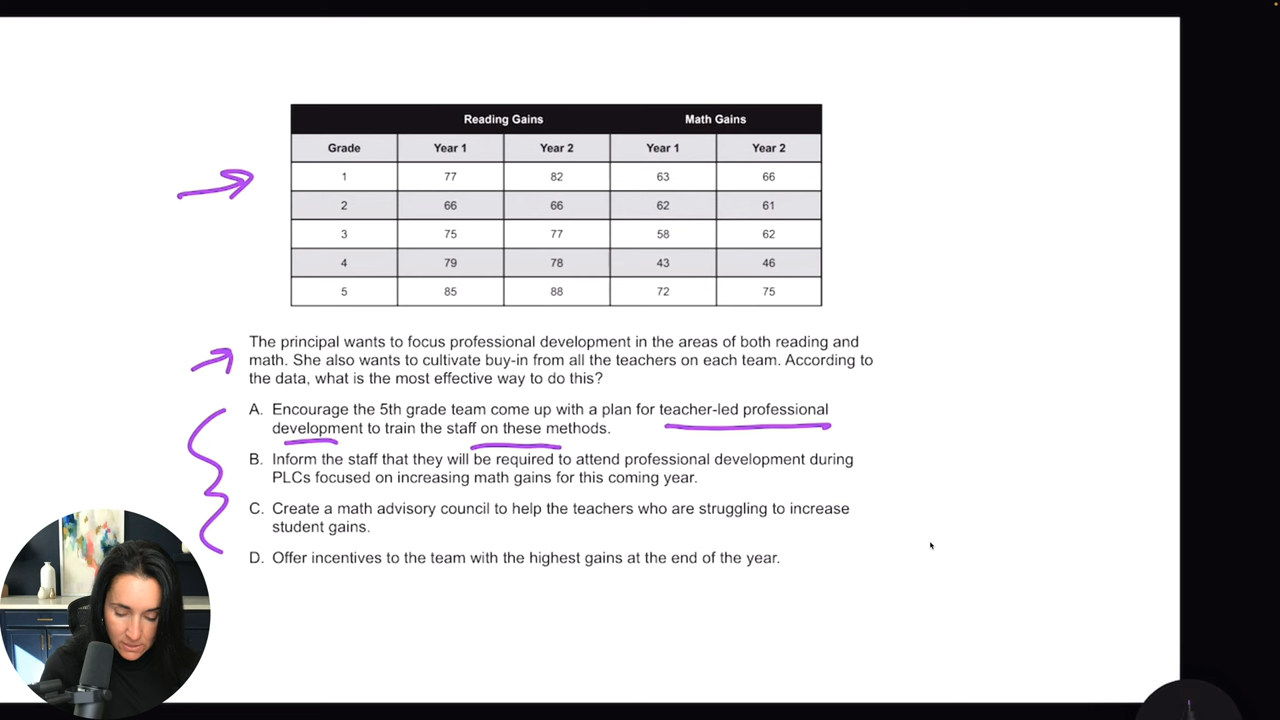 Reading Gains Math Gains
Grade Year 1 Year 2 Year 1 Year 2
1 77 82 63 66
2 66 66 62 61
3 75 77 58 62
4 79 78 43 46
5 85 88 72 75
The principal wants to focus professional development in the areas of both reading and
math. She also wants to cultivate buy-in from all the teachers on each team. According to
the data, what is the most effective way to do this?
A. Encourage the 5th grade team come up with a plan for teacher-led professional
development to train the staff on these methods.
B. Inform the staff that they will be required to attend professional development during
PLCs focused on increasing math gains for this coming year.
C. Create a math advisory council to help the teachers who are struggling to increase
student gains.
D. Offer incentives to the team with the highest gains at the end of the year.